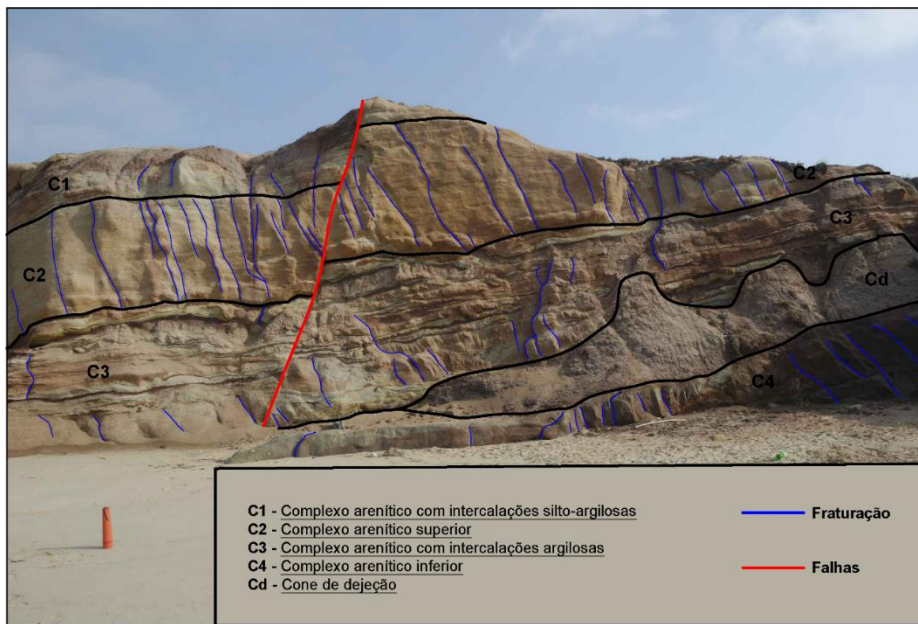 C1
C2
C2
C3
Cd
C3
C4
C1 - Complexo arenítico com intercalações silto-argilosas
C2 - Complexo arenítico superior
C3 - Complexo arenítico com intercalações argilosas
C4 - Complexo arenítico inferior
Cd - Cone de dejeção
Fraturação
Falhas